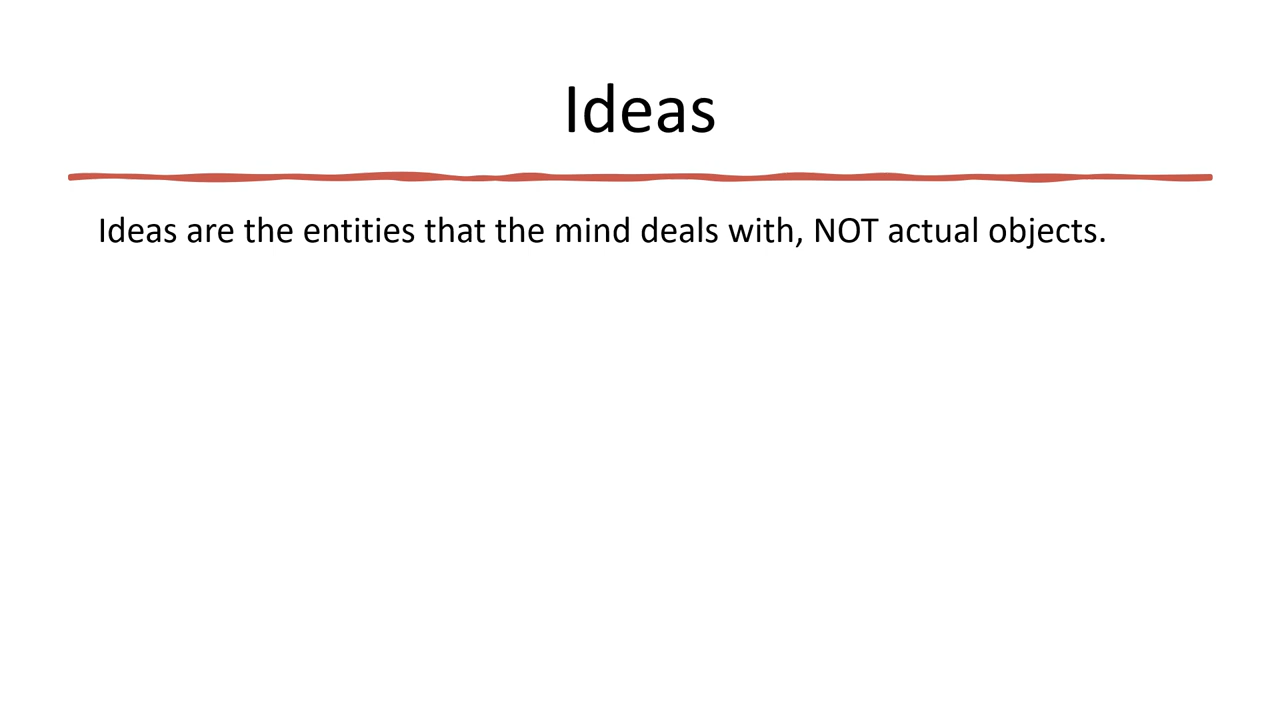 Ideas
Ideas are the entities that the mind deals with, NOT actual objects.